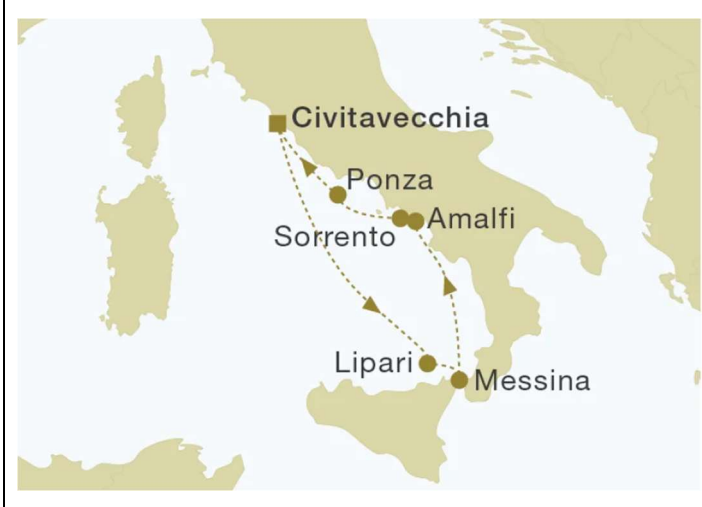 Civitavecchia
Ponza
Amalfi
Sorrento
Lipari
Messina